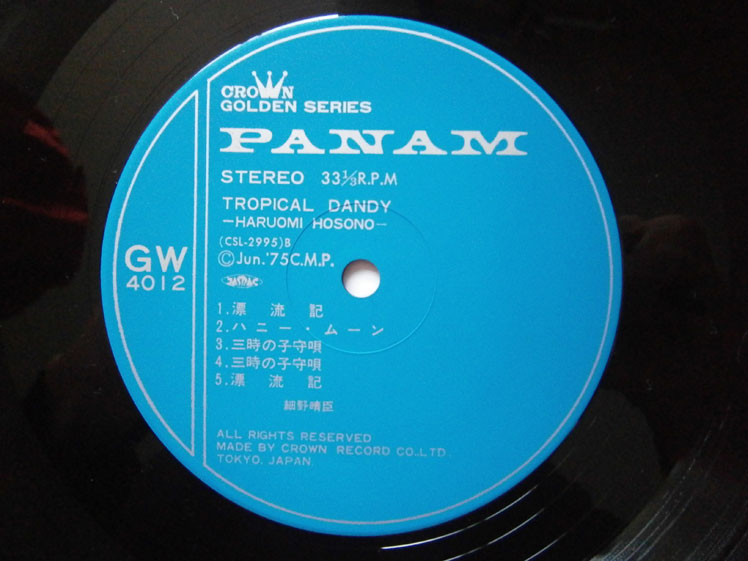 CROWN
GOLDEN SERIES
PANAM
STEREO 33⅓R.P.M
TROPICAL DANDY
—HARUOMI HOSONO—
(CSL-2995)B
©Jun.'75C.M.P.
GW
4012
JASRAC
1.漂流記
2.ハニー・ムーン
3.三時の子守唄
4.三時の子守唄
5.漂流記
細野晴臣
ALL RIGHTS RESERVED
MADE BY CROWN RECORD CO.,LTD.
TOKYO. JAPAN.